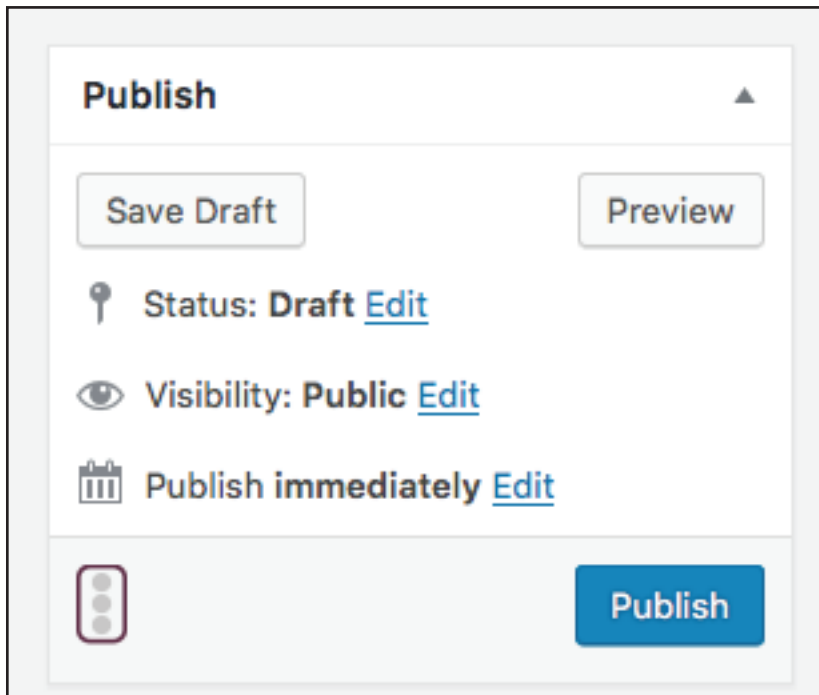 Publish
Save Draft Preview
Status: Draft Edit
Visibility: Public Edit
Publish immediately Edit
Publish